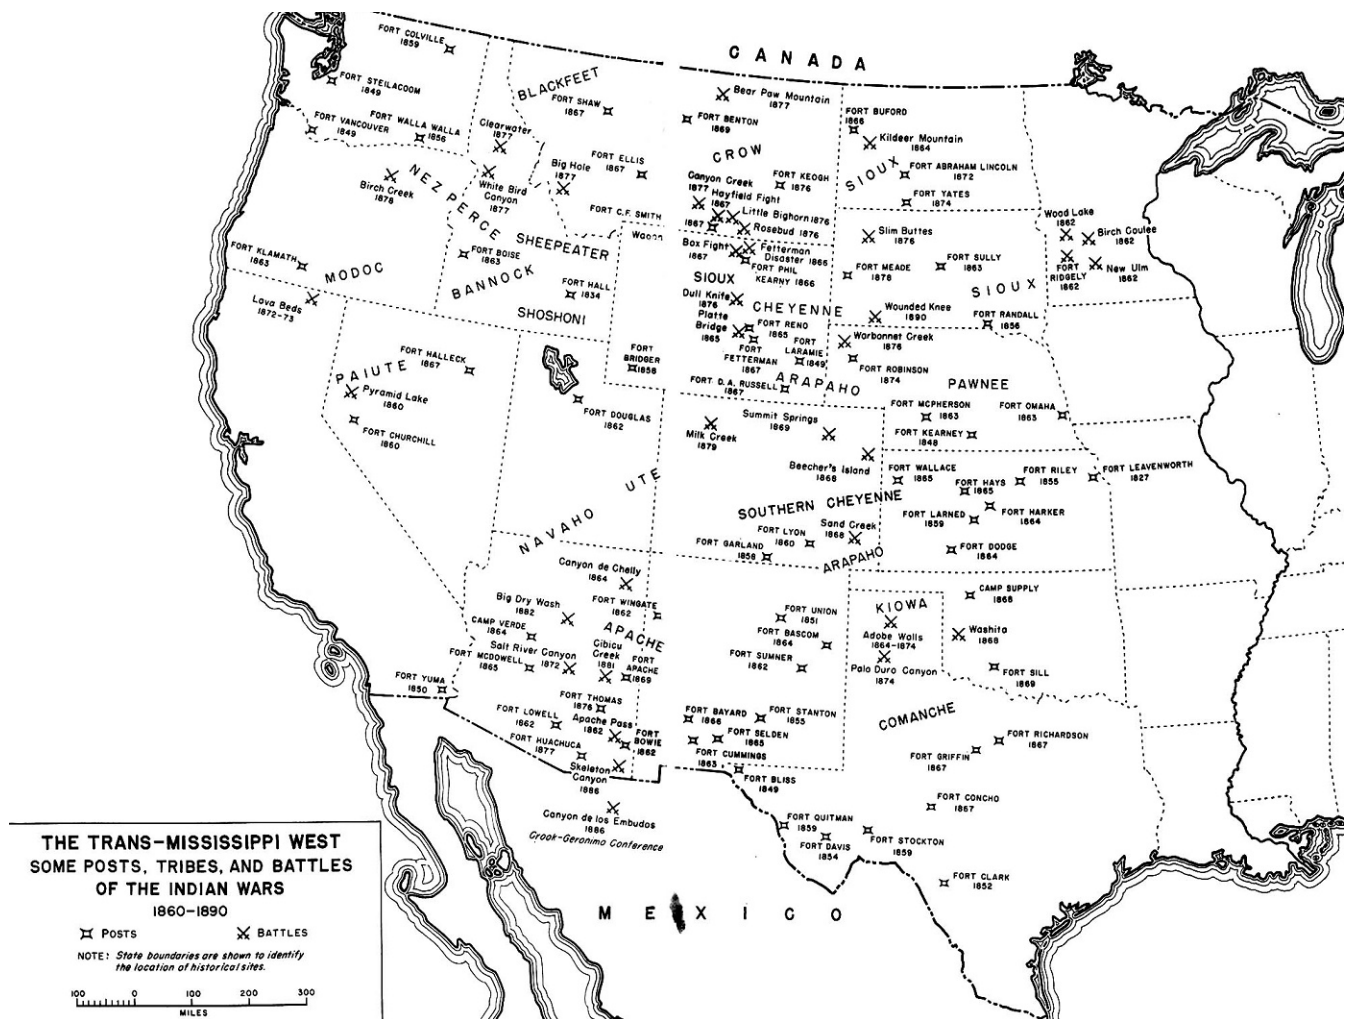 CANADA
FORT COLVILLE
1859
FORT STEILACOOM
1849
FORT VANCOUVER
1849
FORT WALLA WALLA
1856
Clearwater
1877
BLACKFEET
FORT SHAW
1867
Bear Paw Mountain
1877
FORT BENTON
1869
FORT BUFORD
1866
Kildeer Mountain
1864
NEZ PERCE
Birch Creek
1878
White Bird
Canyon
1877
Big Hole
1877
FORT ELLIS
1867
CROW
Canyon Creek
1877
FORT KEOGH
1876
Hayfield Fight
1867
FORT C.F. SMITH
1867
Little Bighorn 1876
Rosebud 1876
SIOUX
FORT ABRAHAM LINCOLN
1872
FORT YATES
1874
Wood Lake
1862
Birch Coulee
1862
FORT
RIDGELY
1862
New Ulm
1862
FORT KLAMATH
1863
MODOC
SHEEPEATER
FORT BOISE
1863
BANNOCK
FORT HALL
1834
Wagon
Box Fight
1867
Fetterman
Disaster 1866
FORT PHIL
KEARNY 1866
Slim Buttes
1876
FORT MEADE
1878
FORT SULLY
1863
SIOUX
SIOUX
Lava Beds
1872-73
SHOSHONI
Dull Knife
1876
CHEYENNE
Platte
Bridge
1865
FORT RENO
1865
FORT
FETTERMAN
1867
FORT
LARAMIE
1849
Wounded Knee
1890
FORT RANDALL
1856
Warbonnet Creek
1876
FORT ROBINSON
1874
FORT HALLECK
1867
PAIUTE
Pyramid Lake
1860
FORT CHURCHILL
1860
FORT
BRIDGER
1858
FORT DOUGLAS
1862
FORT D. A. RUSSELL
1867
ARAPAHO
PAWNEE
FORT MCPHERSON
1863
FORT OMAHA
1863
FORT KEARNEY
1848
Milk Creek
1879
Summit Springs
1869
Beecher's Island
1868
UTE
FORT WALLACE
1865
FORT HAYS
1865
FORT RILEY
1855
FORT LEAVENWORTH
1827
NAVAHO
SOUTHERN CHEYENNE
FORT LYON
1860
Sand Creek
1868
FORT LARNED
1859
FORT HARKER
1864
FORT GARLAND
1858
ARAPAHO
FORT DODGE
1864
Canyon de Chelly
1864
Big Dry Wash
1882
FORT WINGATE
1862
CAMP VERDE
1864
APACHE
Salt River Canyon
1872
Cibicu
Creek
1881
FORT
APACHE
1869
FORT MCDOWELL
1865
FORT UNION
1851
FORT BASCOM
1864
FORT SUMNER
1862
KIOWA
Adobe Walls
1864-1874
Palo Duro Canyon
1874
CAMP SUPPLY
1868
Washita
1868
FORT SILL
1869
FORT YUMA
1850
FORT THOMAS
1876
FORT LOWELL
1862
Apache Pass
1862
FORT
BOWIE
1862
FORT HUACHUCA
1877
Skeleton
Canyon
1886
FORT BAYARD
1866
FORT STANTON
1855
FORT SELDEN
1865
FORT CUMMINGS
1863
FORT BLISS
1849
COMANCHE
FORT RICHARDSON
1867
FORT GRIFFIN
1867
FORT CONCHO
1867
Canyon de los Embudos
1886
Crook-Geronimo Conference
FORT QUITMAN
1859
FORT DAVIS
1854
FORT STOCKTON
1859
FORT CLARK
1852
MEXICO
THE TRANS-MISSISSIPPI WEST
SOME POSTS, TRIBES, AND BATTLES
OF THE INDIAN WARS
1860-1890
POSTS BATTLES
NOTE: State boundaries are shown to identify
the location of historical sites.
100 0 100 200 300
MILES